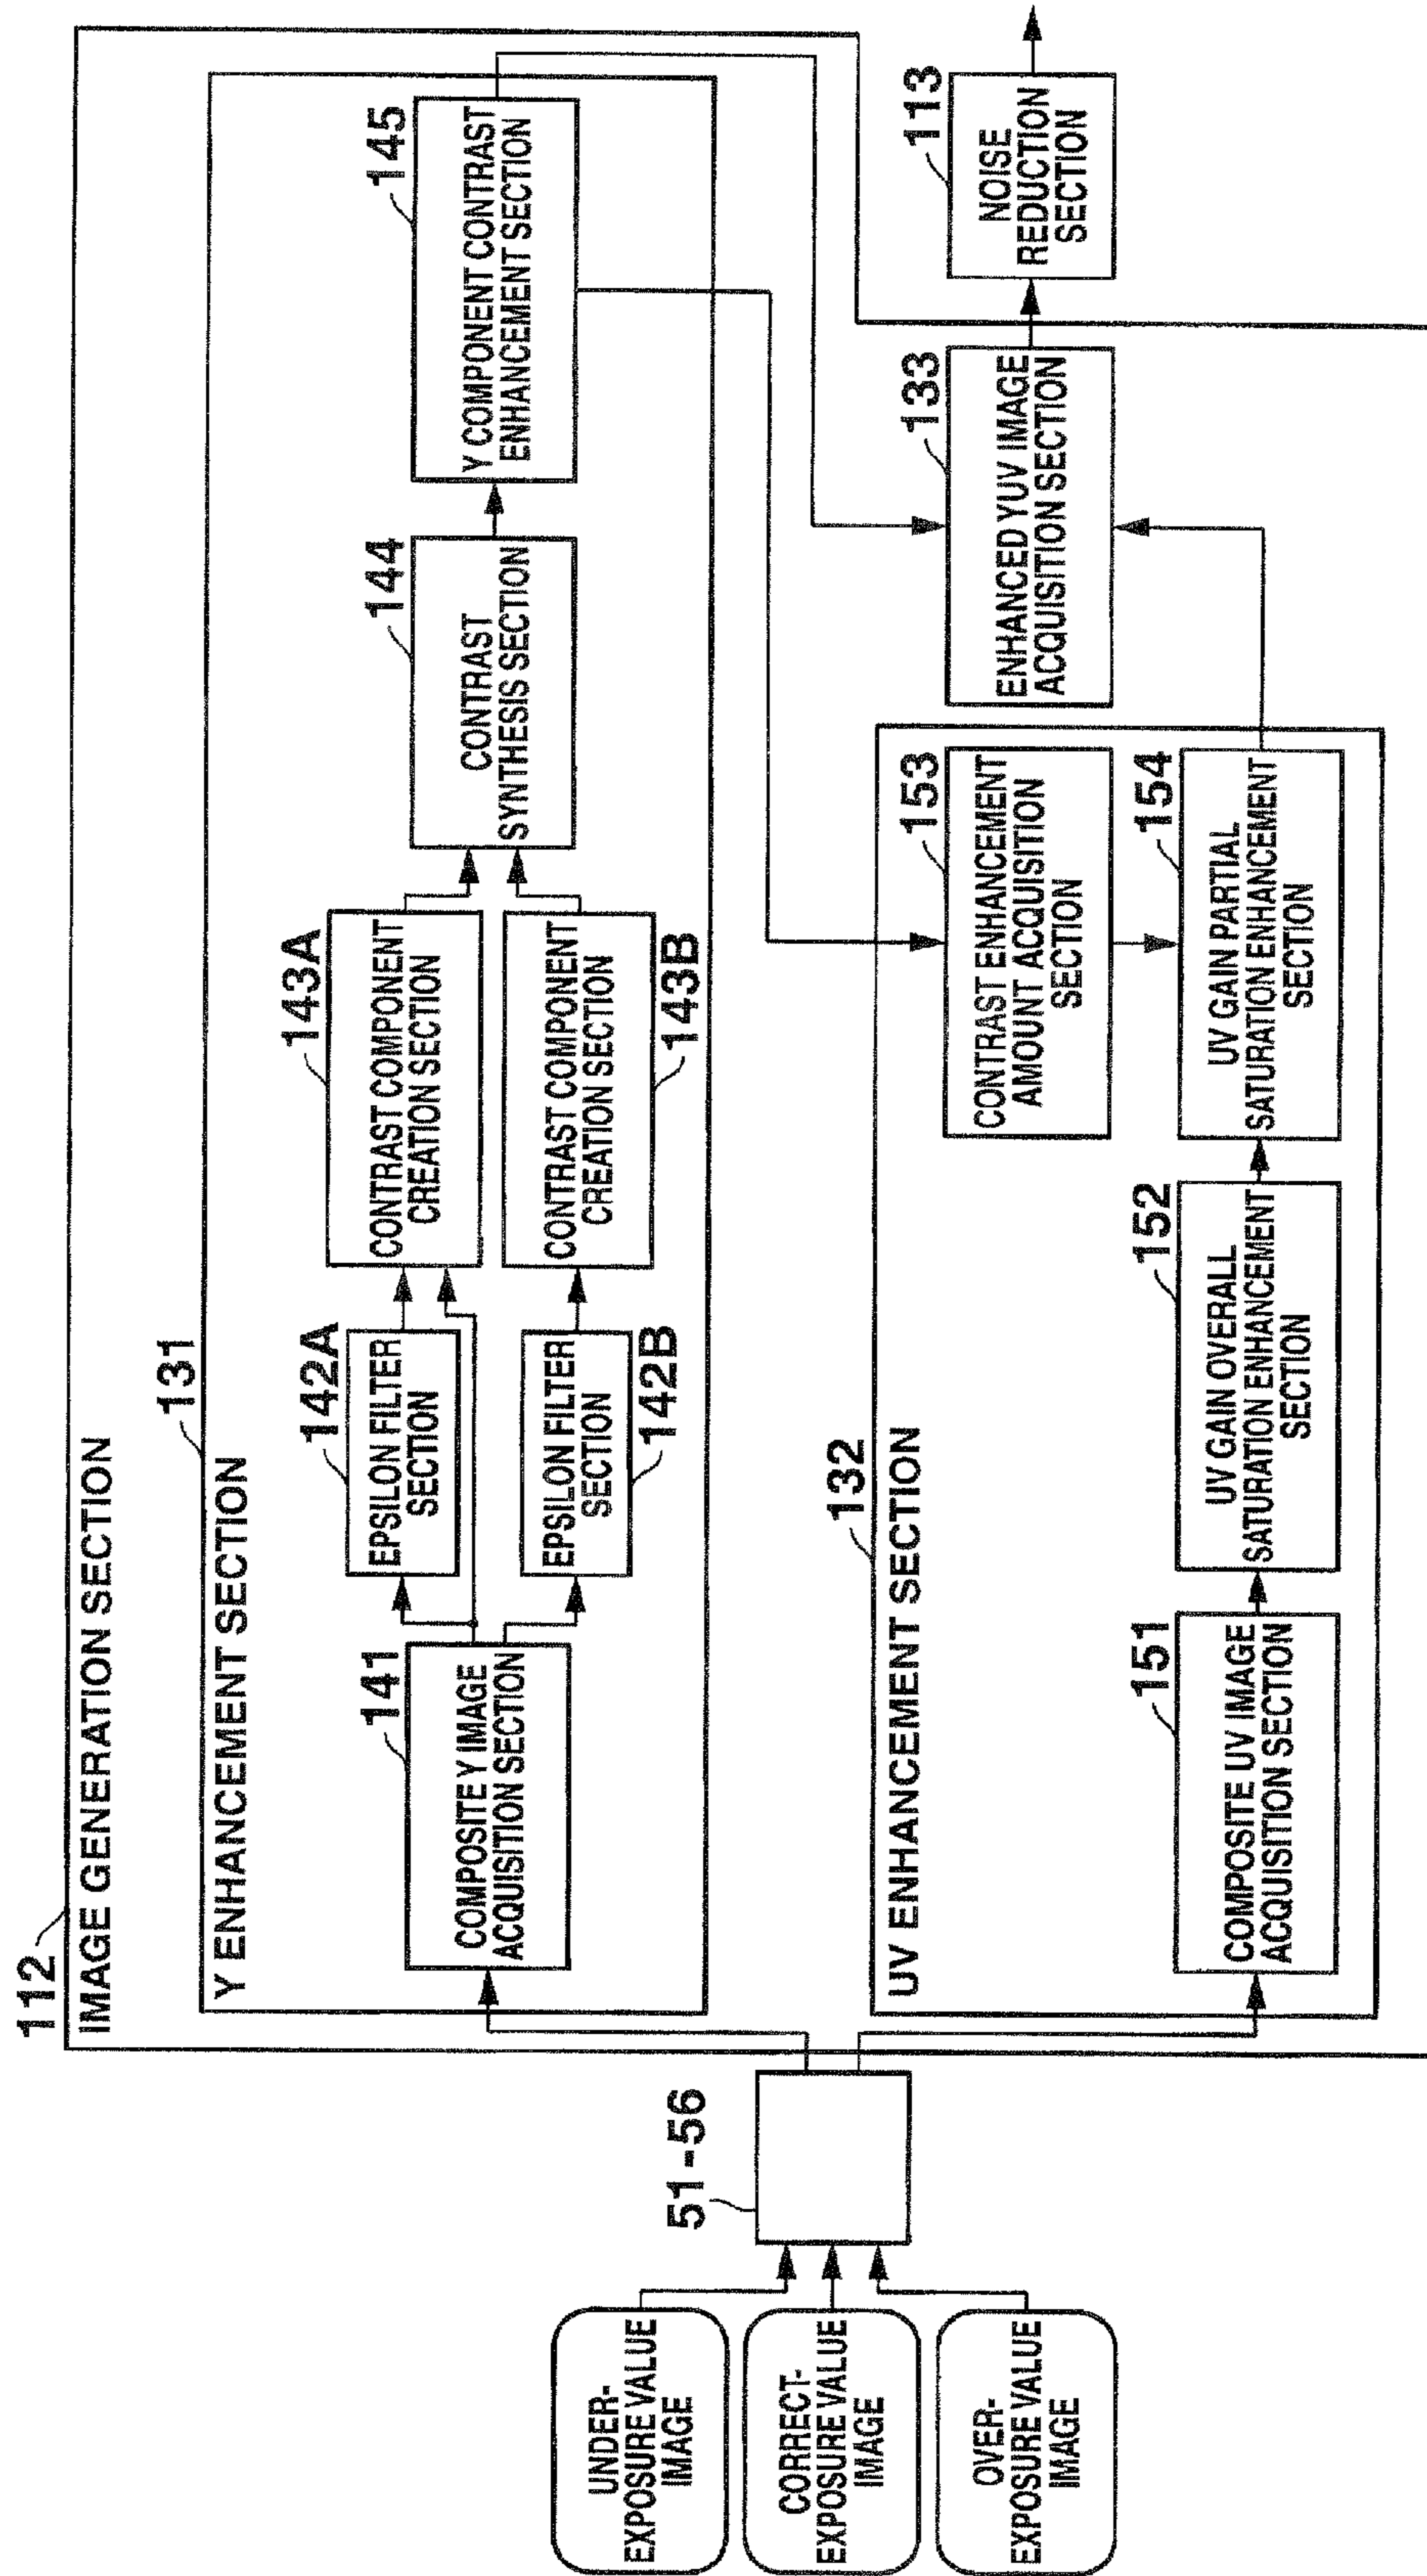 112
IMAGE GENERATION SECTION
131
Y ENHANCEMENT SECTION
141
COMPOSITE Y IMAGE
ACQUISITION SECTION
142A
EPSILON FILTER
SECTION
EPSILON FILTER
SECTION
142B
143A
CONTRAST COMPONENT
CREATION SECTION
CONTRAST COMPONENT
CREATION SECTION
143B
144
CONTRAST
SYNTHESIS SECTION
145
Y COMPONENT CONTRAST
ENHANCEMENT SECTION
51-56
UNDER-
EXPOSURE VALUE
IMAGE
CORRECT-
EXPOSURE VALUE
IMAGE
OVER-
EXPOSURE VALUE
IMAGE
132
UV ENHANCEMENT SECTION
151
COMPOSITE UV IMAGE
ACQUISITION SECTION
152
UV GAIN OVERALL
SATURATION ENHANCEMENT
SECTION
153
CONTRAST ENHANCEMENT
AMOUNT ACQUISITION
SECTION
154
UV GAIN PARTIAL
SATURATION ENHANCEMENT
SECTION
133
ENHANCED YUV IMAGE
ACQUISITION SECTION
113
NOISE
REDUCTION
SECTION